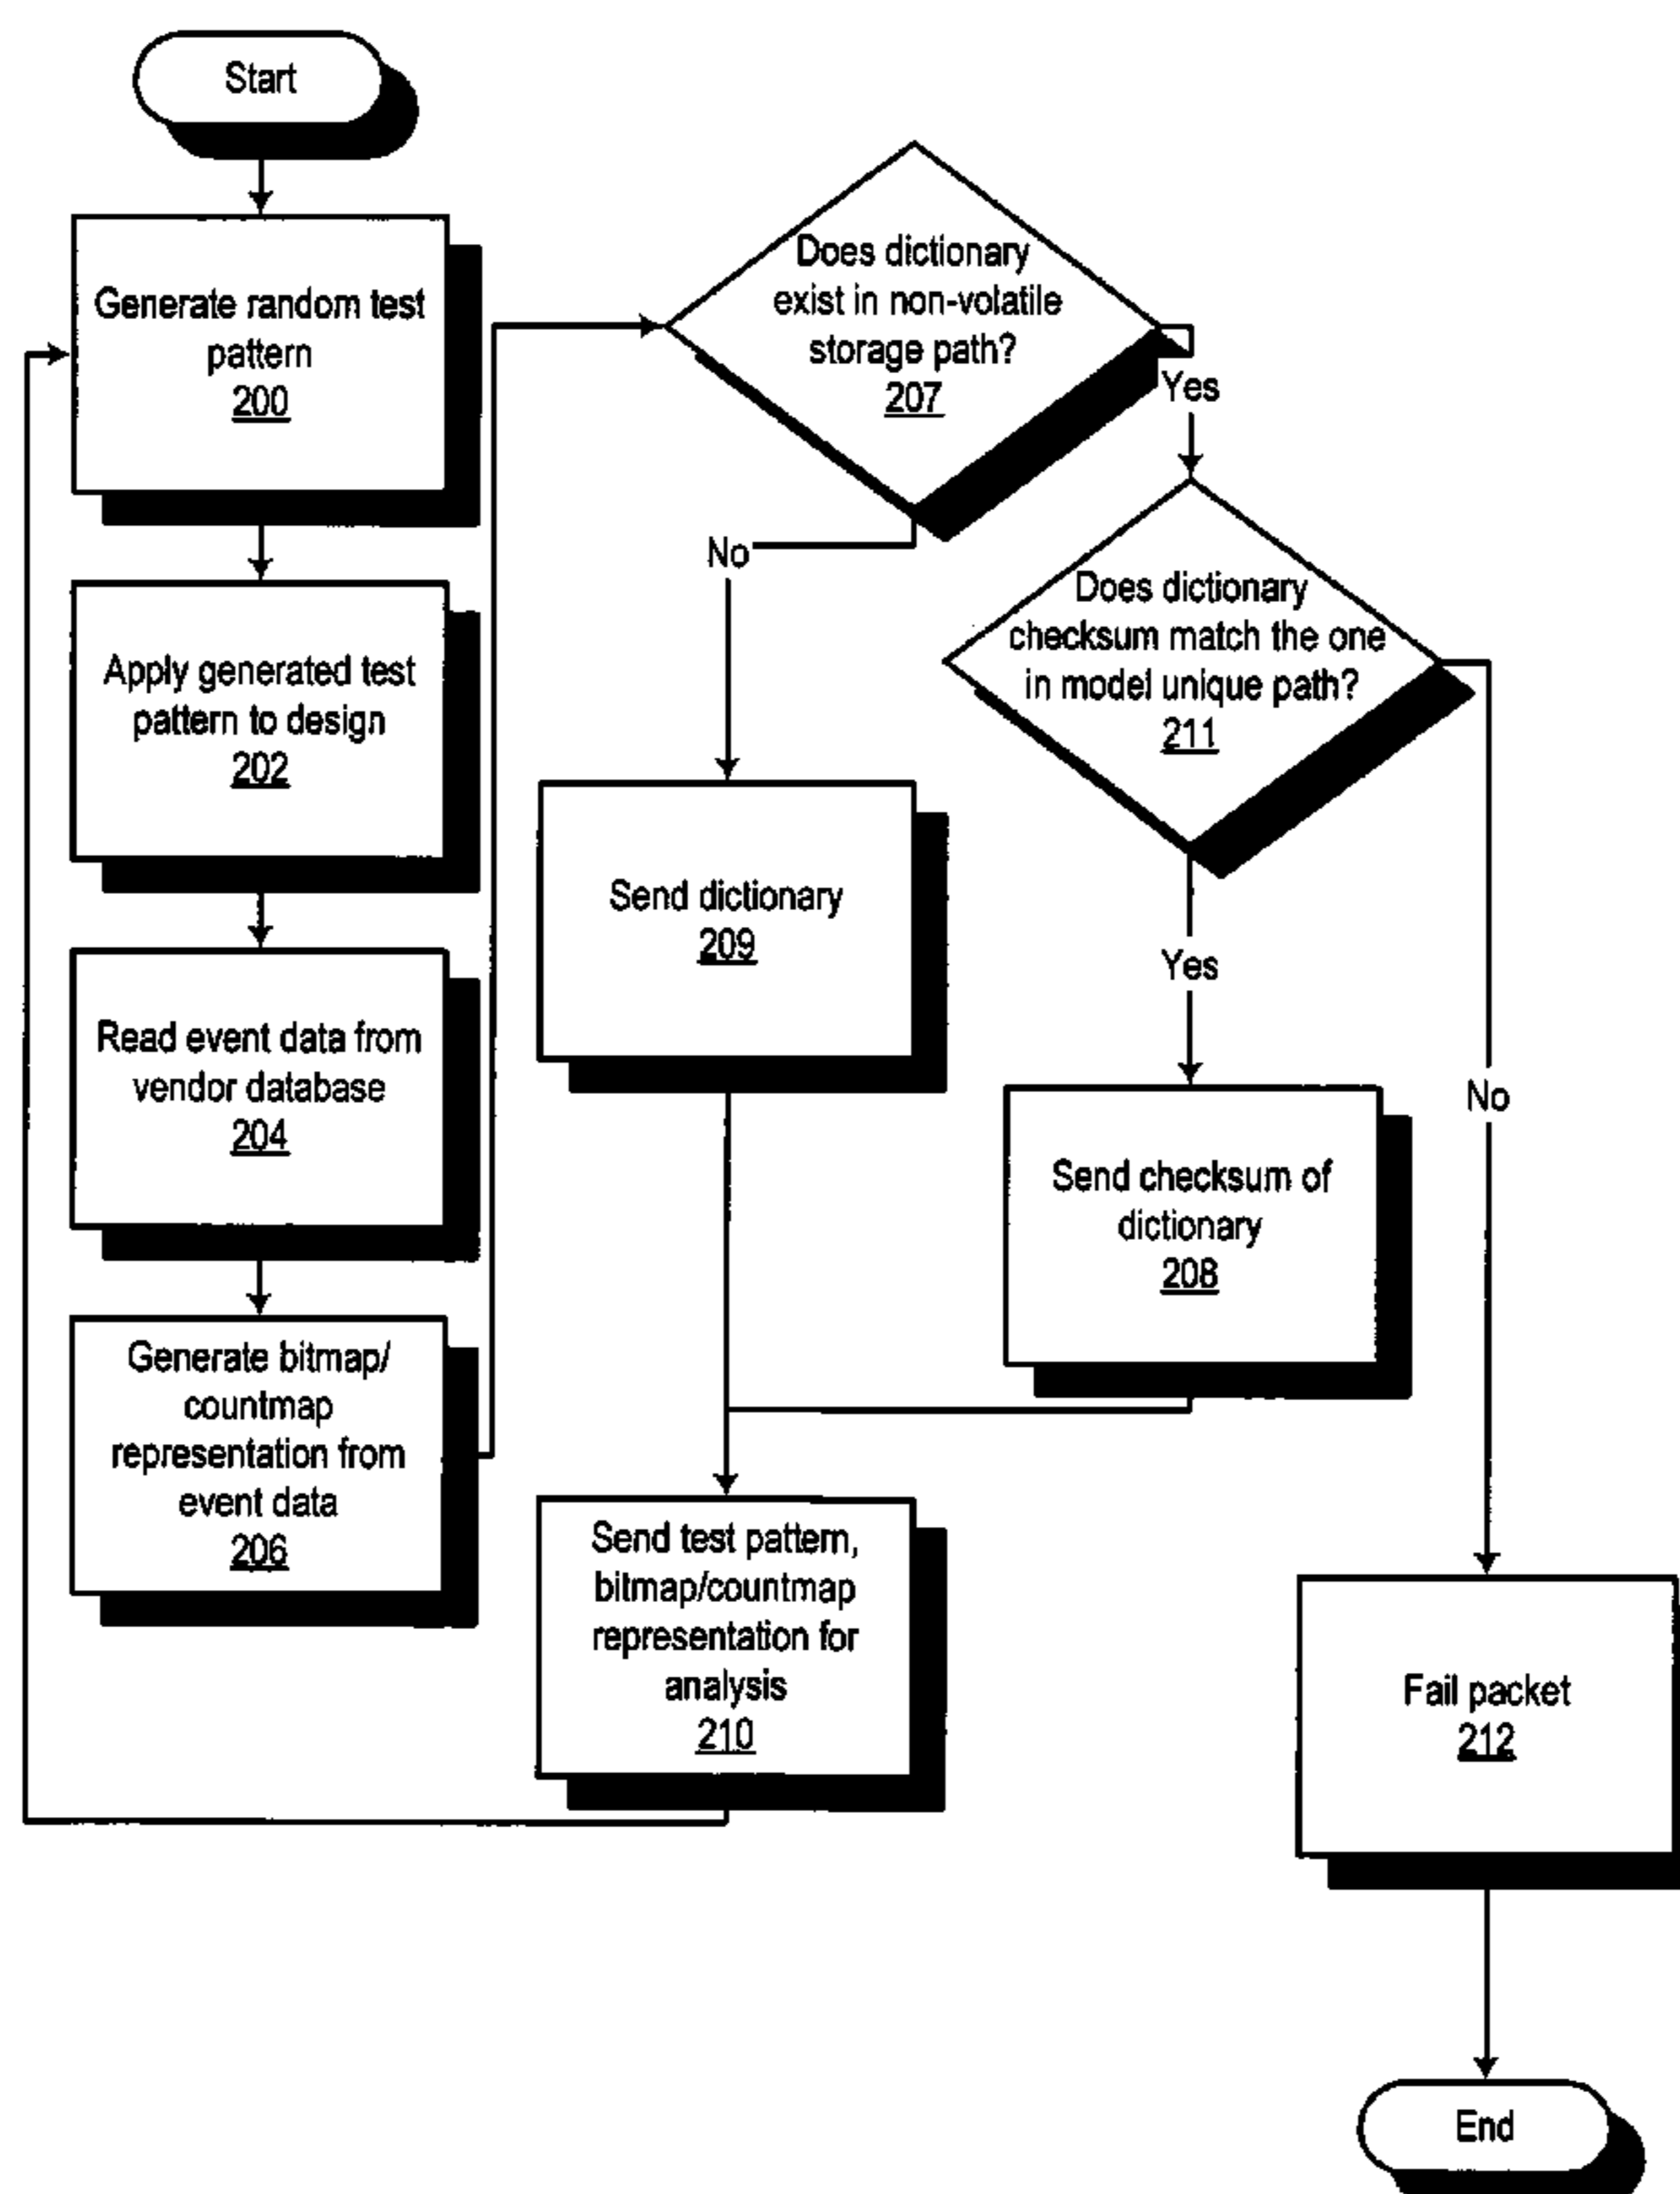 Start
Generate random test
pattern
200
Apply generated test
pattern to design
202
Read event data from
vendor database
204
Generate bitmap/
countmap
representation from
event data
206
Does dictionary
exist in non-volatile
storage path?
207
Yes
No
Does dictionary
checksum match the one
in model unique path?
211
Send dictionary
209
Yes
No
Send checksum of
dictionary
208
Send test pattern,
bitmap/countmap
representation for
analysis
210
Fail packet
212
End